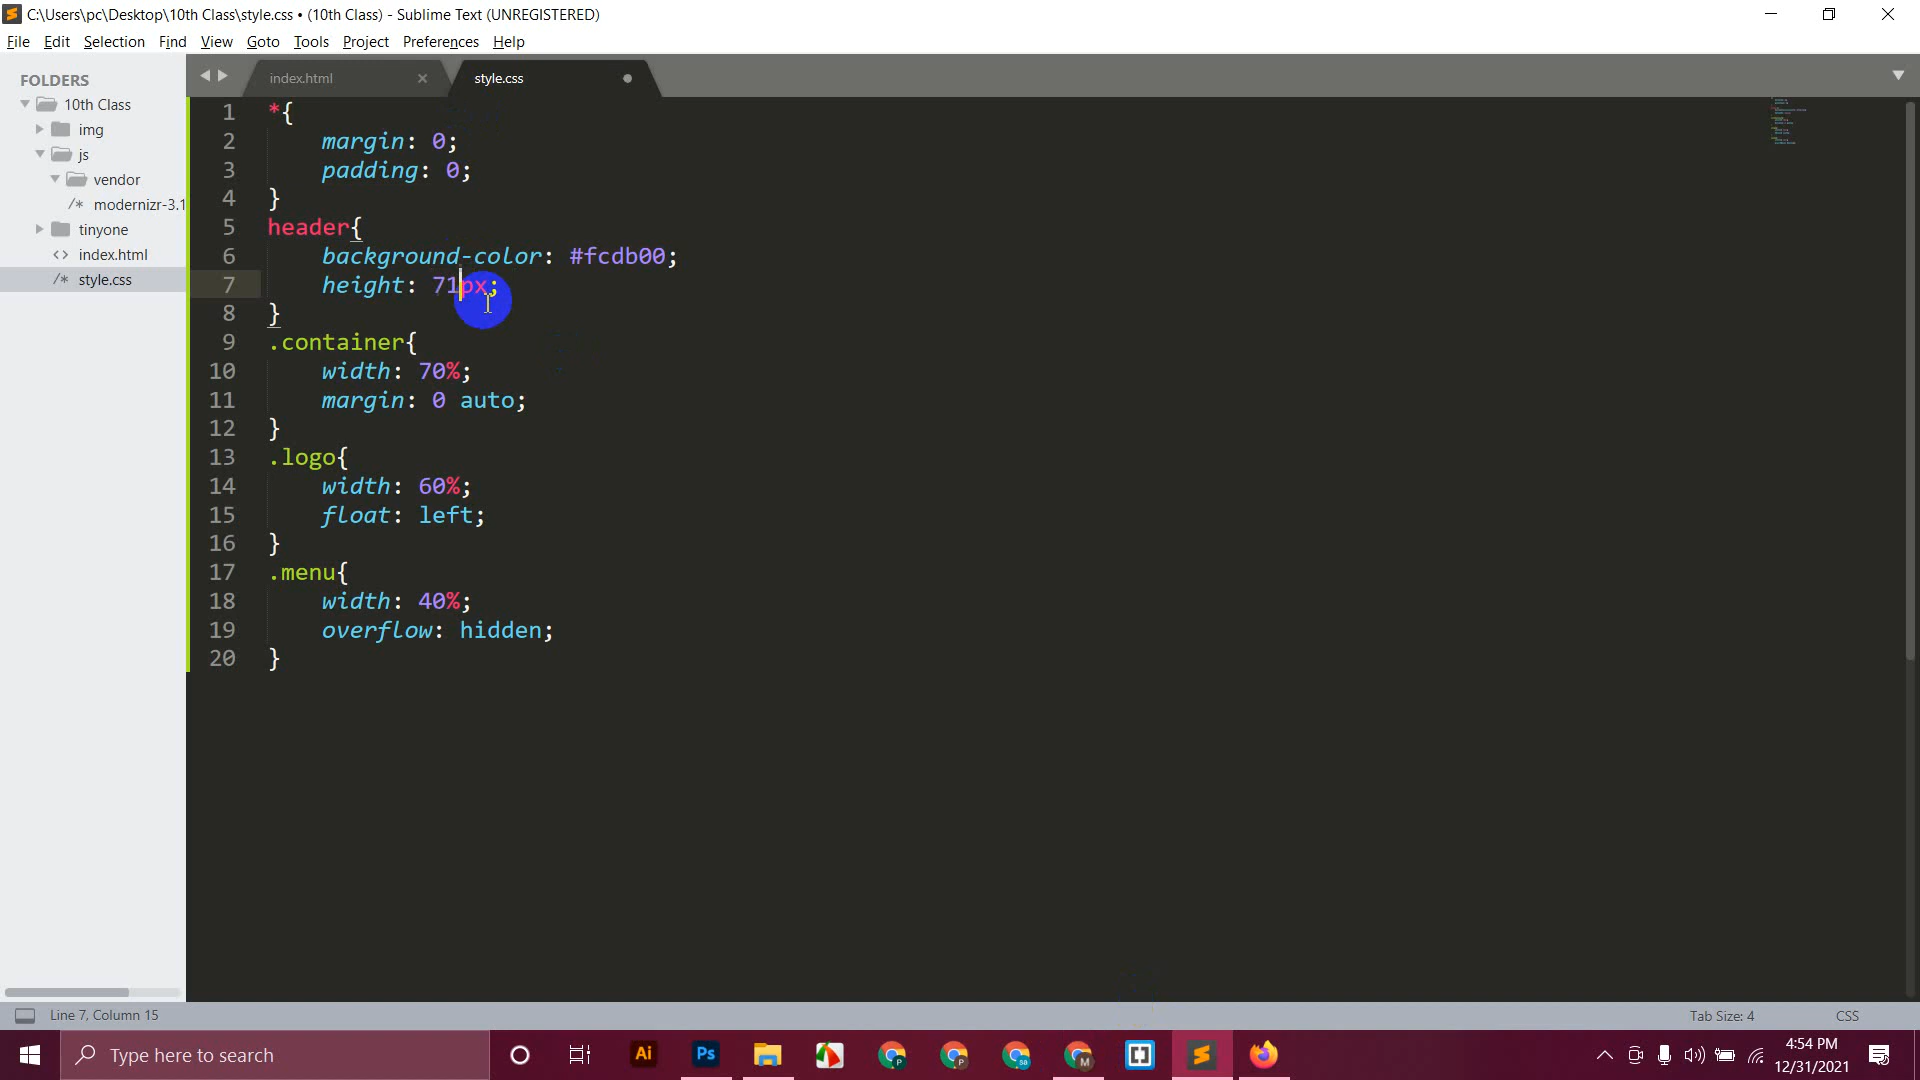 C:\Users\pc\Desktop\10th Class\style.css • (10th Class) - Sublime Text (UNREGISTERED)
File Edit Selection Find View Goto Tools Project Preferences Help
FOLDERS
10th Class
img
js
vendor
/* modernizr-3.1
tinyone
<> index.html
/* style.css
index.html
style.css
1 *{
2 margin: 0;
3 padding: 0;
4 }
5 header{
6 background-color: #fcdb00;
7 height: 71px;
8 }
9 .container{
10 width: 70%;
11 margin: 0 auto;
12 }
13 .logo{
14 width: 60%;
15 float: left;
16 }
17 .menu{
18 width: 40%;
19 overflow: hidden;
20 }
Line 7, Column 15
Tab Size: 4
CSS
Type here to search
Ai
Ps
4:54 PM
12/31/2021